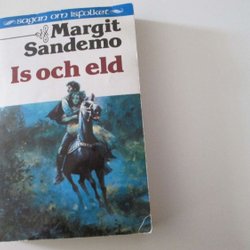 sagan om isfolket
Margit
Sandemo
Is och eld